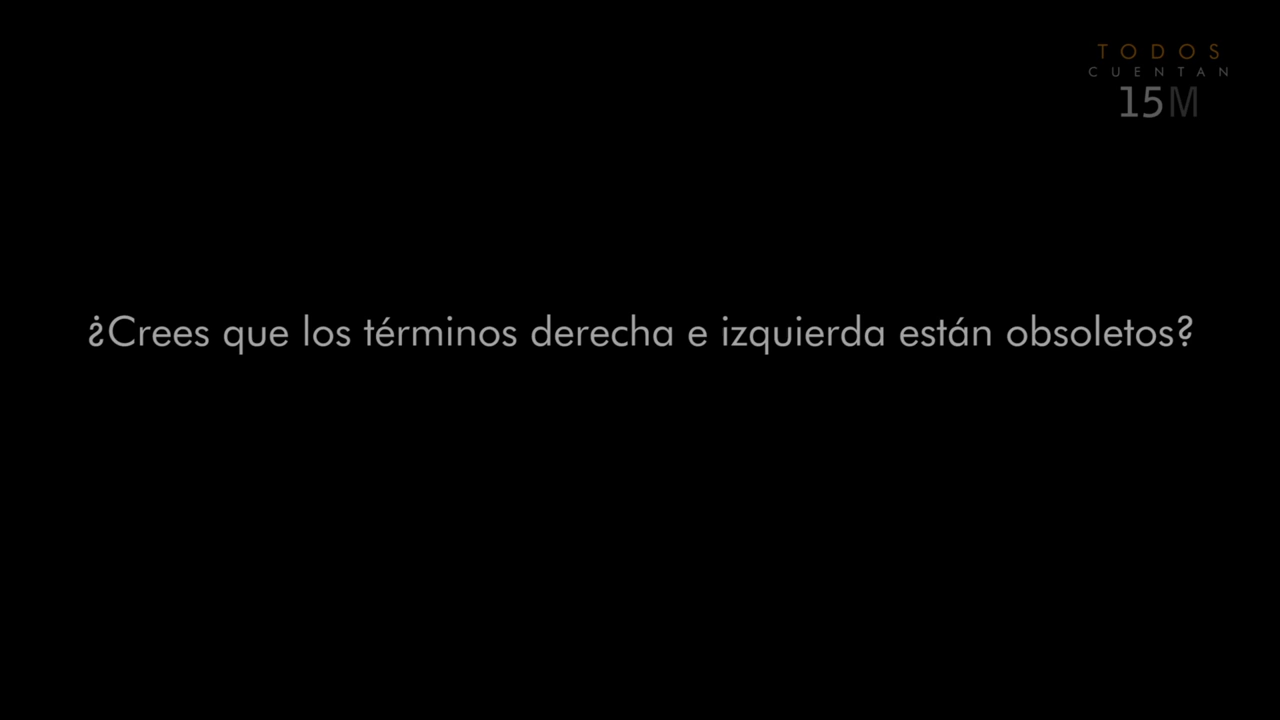 TODOS
CUENTAN
15M
¿Crees que los términos derecha e izquierda están obsoletos?